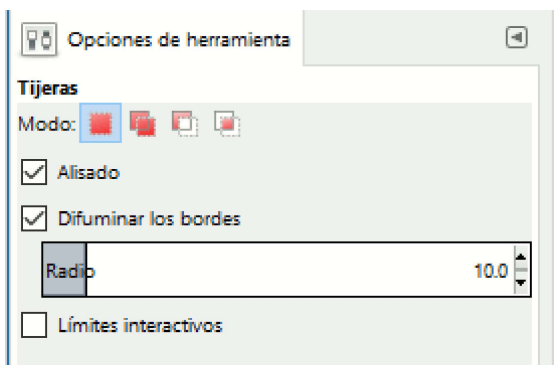 Opciones de herramienta
Tijeras
Modo:
Alisado
Difuminar los bordes
Radio 10.0
Límites interactivos